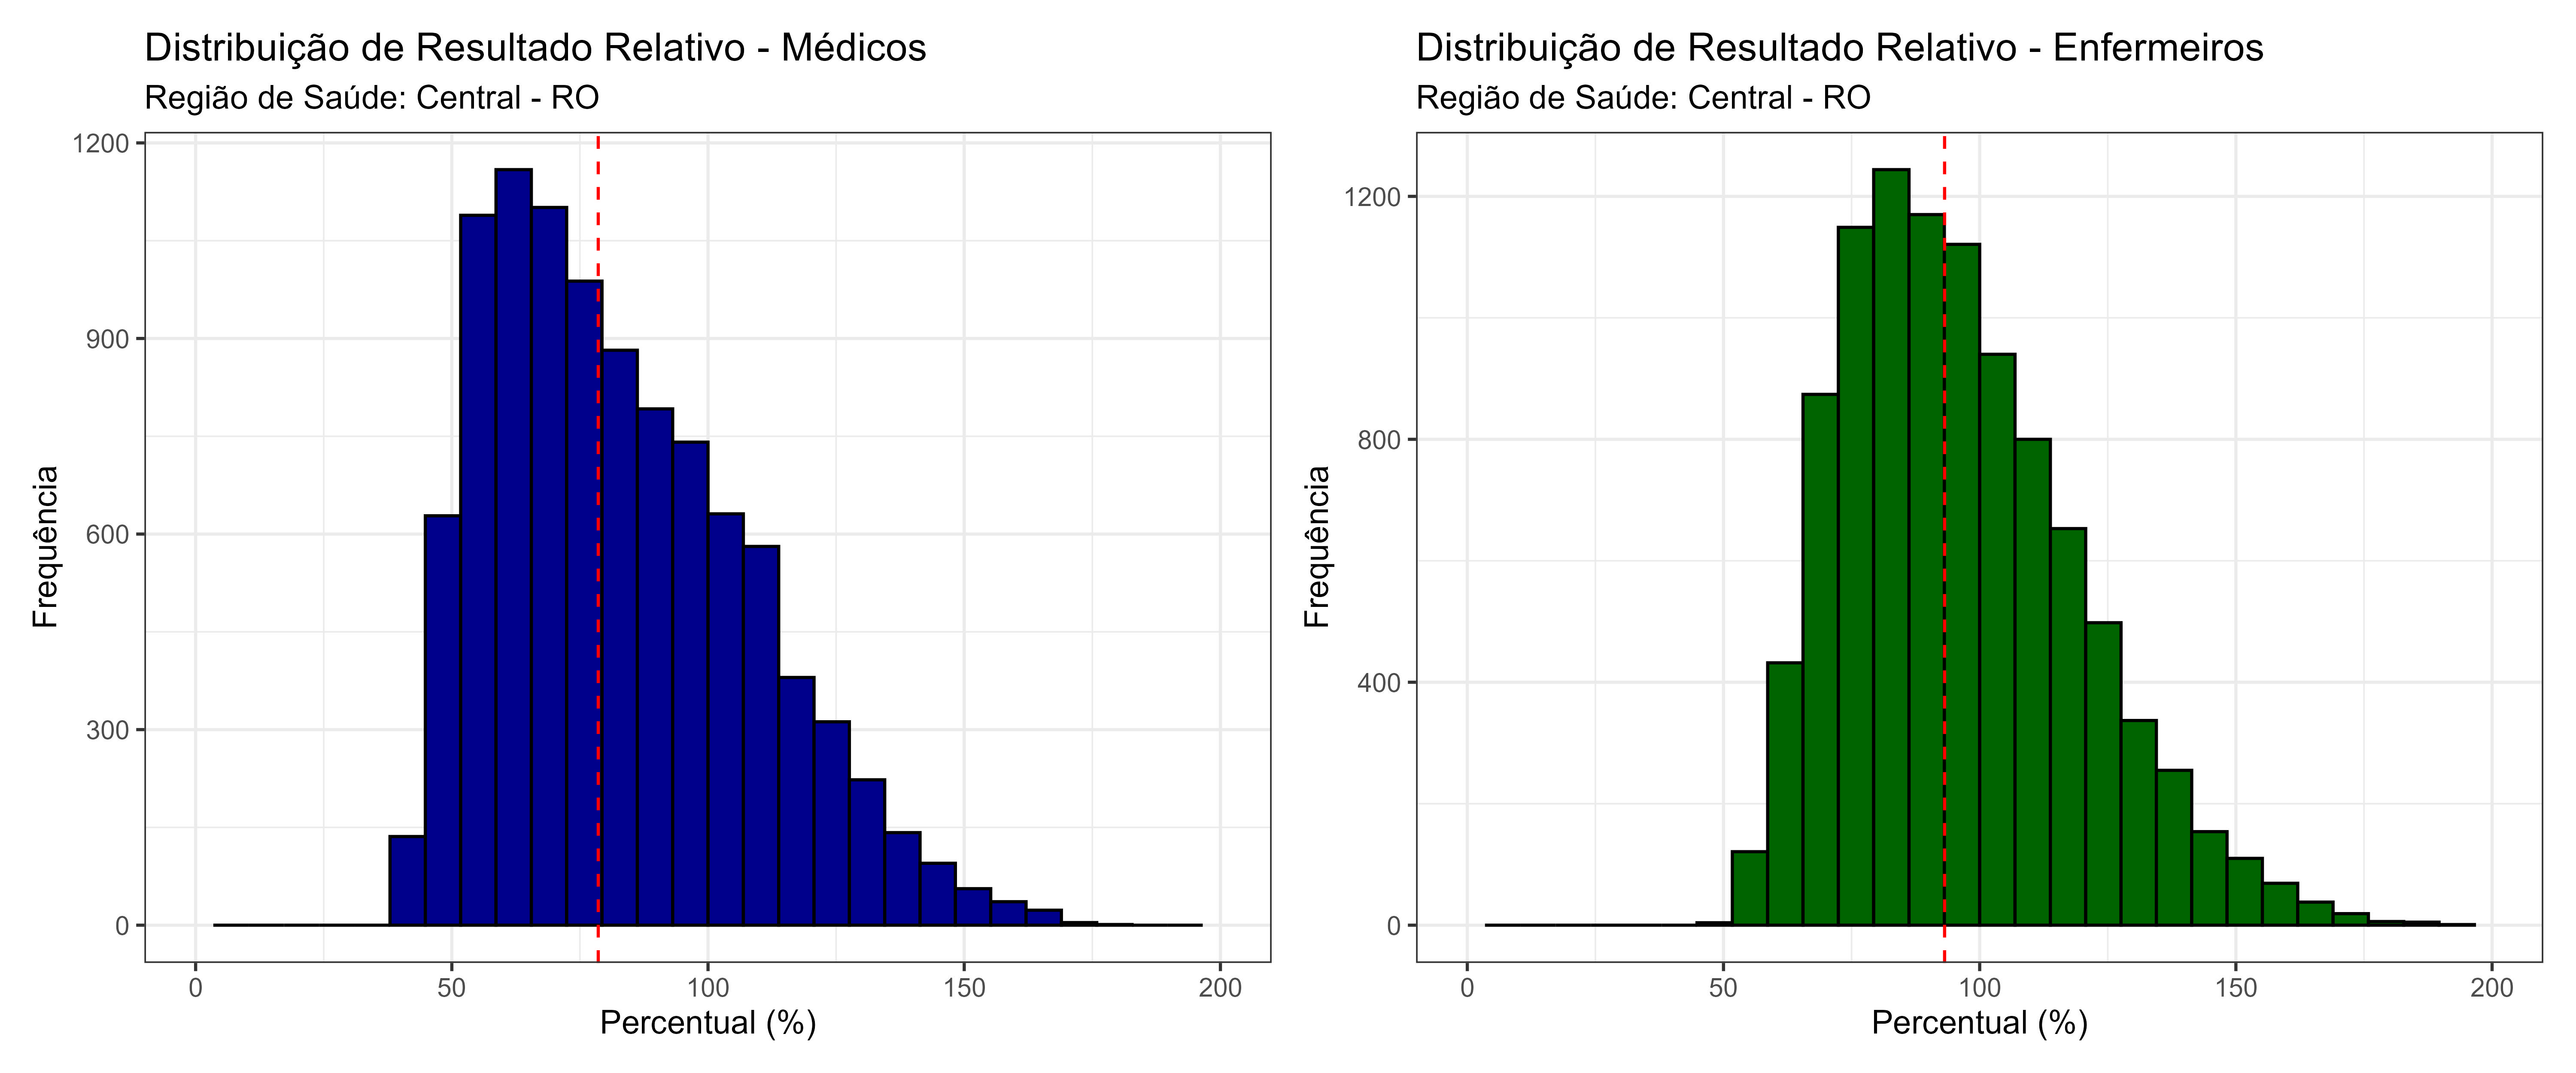 Distribuição de Resultado Relativo - Médicos
Região de Saúde: Central - RO
1200
900
600
300
0
Frequência
0 50 100 150 200
Percentual (%)
Distribuição de Resultado Relativo - Enfermeiros
Região de Saúde: Central - RO
1200
800
400
0
Frequência
0 50 100 150 200
Percentual (%)